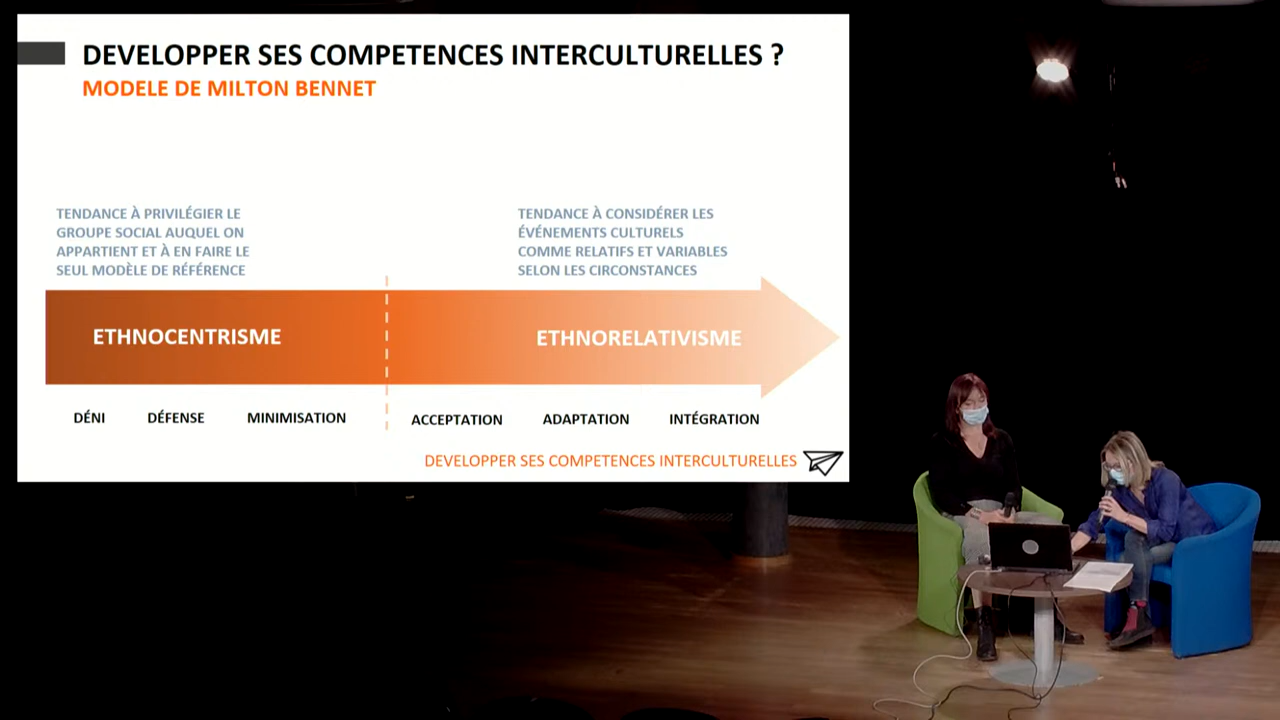 DEVELOPPER SES COMPETENCES INTERCULTURELLES ?
MODELE DE MILTON BENNET
TENDANCE À PRIVILÉGIER LE
GROUPE SOCIAL AUQUEL ON
APPARTIENT ET À EN FAIRE LE
SEUL MODÈLE DE RÉFÉRENCE
TENDANCE À CONSIDÉRER LES
ÉVÉNEMENTS CULTURELS
COMME RELATIFS ET VARIABLES
SELON LES CIRCONSTANCES
ETHNOCENTRISME
ETHNORELATIVISME
DÉNI
DÉFENSE
MINIMISATION
ACCEPTATION
ADAPTATION
INTÉGRATION
DEVELOPPER SES COMPETENCES INTERCULTURELLES